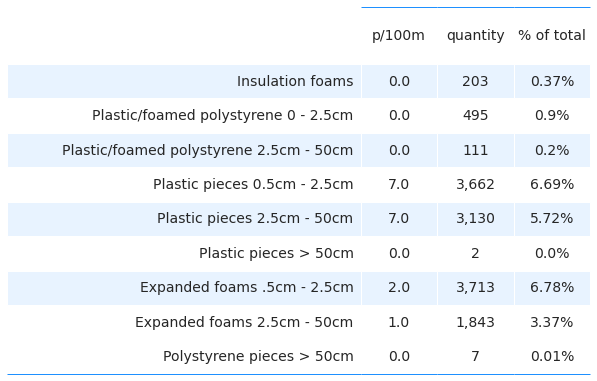 p/100m quantity % of total
Insulation foams 0.0 203 0.37%
Plastic/foamed polystyrene 0 - 2.5cm 0.0 495 0.9%
Plastic/foamed polystyrene 2.5cm - 50cm 0.0 111 0.2%
Plastic pieces 0.5cm - 2.5cm 7.0 3,662 6.69%
Plastic pieces 2.5cm - 50cm 7.0 3,130 5.72%
Plastic pieces > 50cm 0.0 2 0.0%
Expanded foams .5cm - 2.5cm 2.0 3,713 6.78%
Expanded foams 2.5cm - 50cm 1.0 1,843 3.37%
Polystyrene pieces > 50cm 0.0 7 0.01%